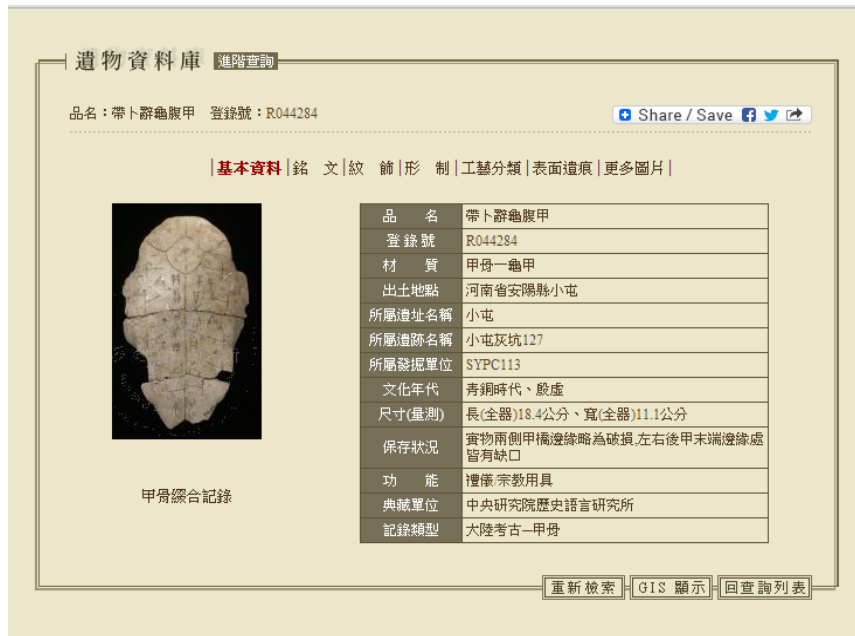 遺物資料庫 進階查詢
品名：帶卜辭龜腹甲 登錄號：R044284
Share / Save
|基本資料|銘 文|紋 飾|形 制|工藝分類|表面遺痕|更多圖片|
品 名 帶卜辭龜腹甲
登錄號 R044284
材 質 甲骨—龜甲
出土地點 河南省安陽縣小屯
所屬遺址名稱 小屯
所屬遺跡名稱 小屯灰坑127
所屬發掘單位 SYPC113
文化年代 青銅時代、殷虛
尺寸(量測) 長(全器)18.4公分、寬(全器)11.1公分
保存狀況 實物兩側甲橋邊緣略為破損,左右後甲末端邊緣處
皆有缺口
功 能 禮儀/宗教用具
典藏單位 中央研究院歷史語言研究所
記錄類型 大陸考古—甲骨
甲骨綴合記錄
重新檢索 GIS 顯示 回查詢列表